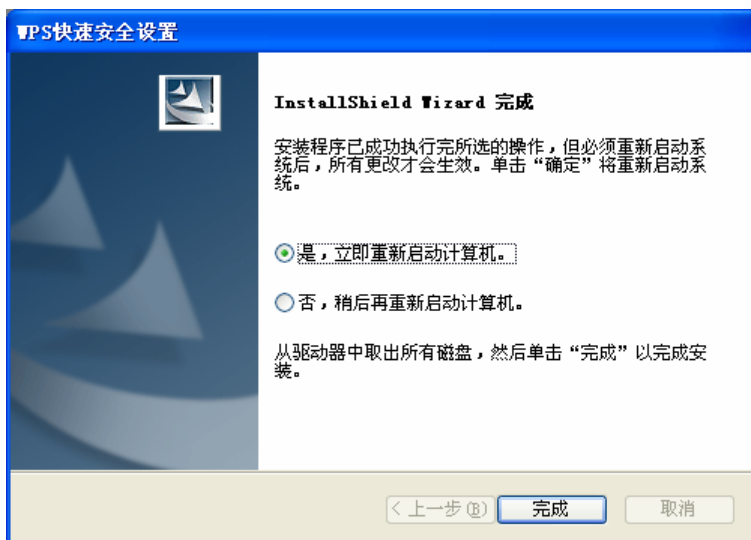 WPS快速安全设置
InstallShield Wizard 完成
安装程序已成功执行完所选的操作，但必须重新启动系
统后，所有更改才会生效。单击“确定”将重新启动系
统。
是，立即重新启动计算机。
否，稍后再重新启动计算机。
从驱动器中取出所有磁盘，然后单击“完成”以完成安
装。
< 上一步(B)
完成
取消